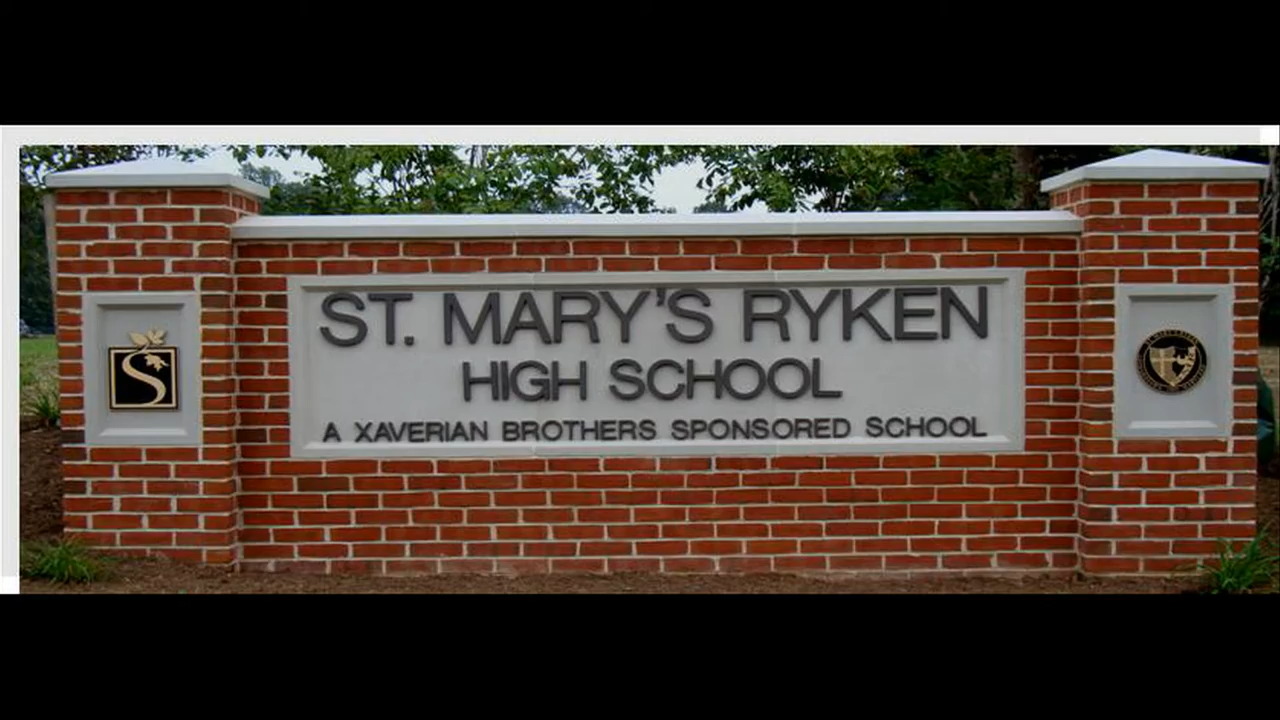 ST. MARY'S RYKEN
HIGH SCHOOL
A XAVERIAN BROTHERS SPONSORED SCHOOL
S